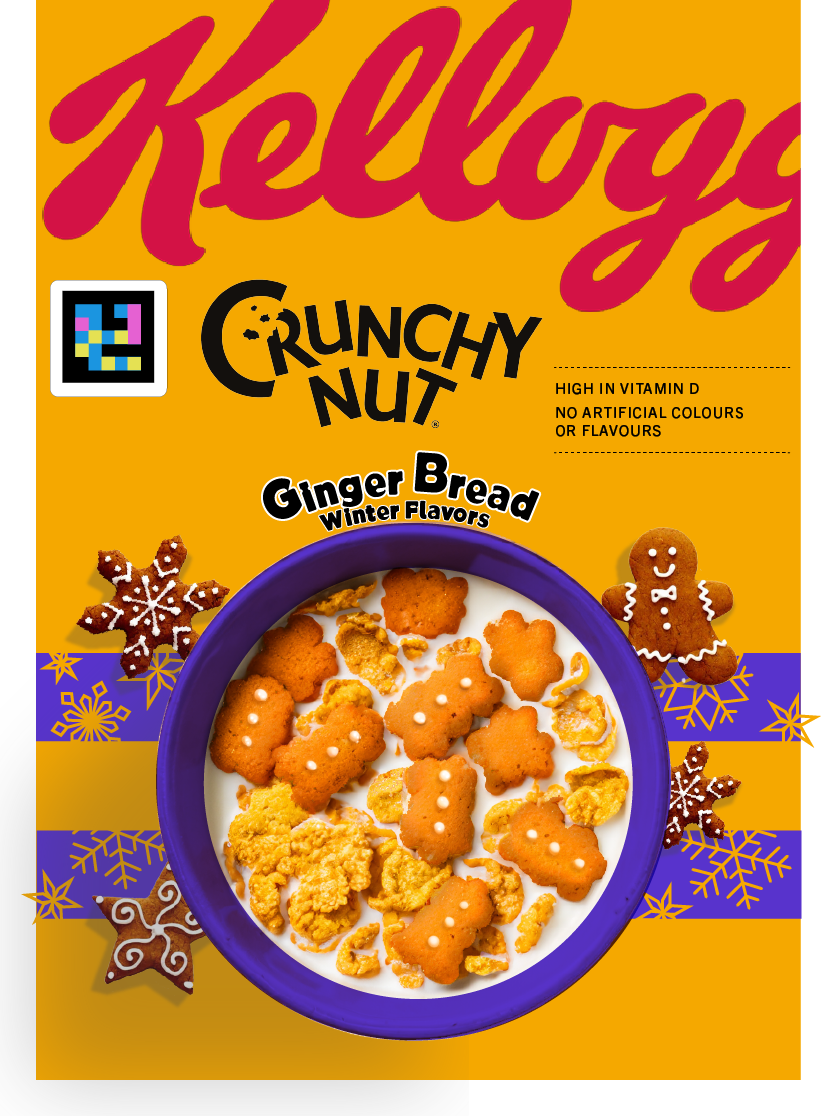 Kellogg
CRUNCHY
NUT®
HIGH IN VITAMIN D
NO ARTIFICIAL COLOURS
OR FLAVOURS
Ginger Bread
Winter Flavors